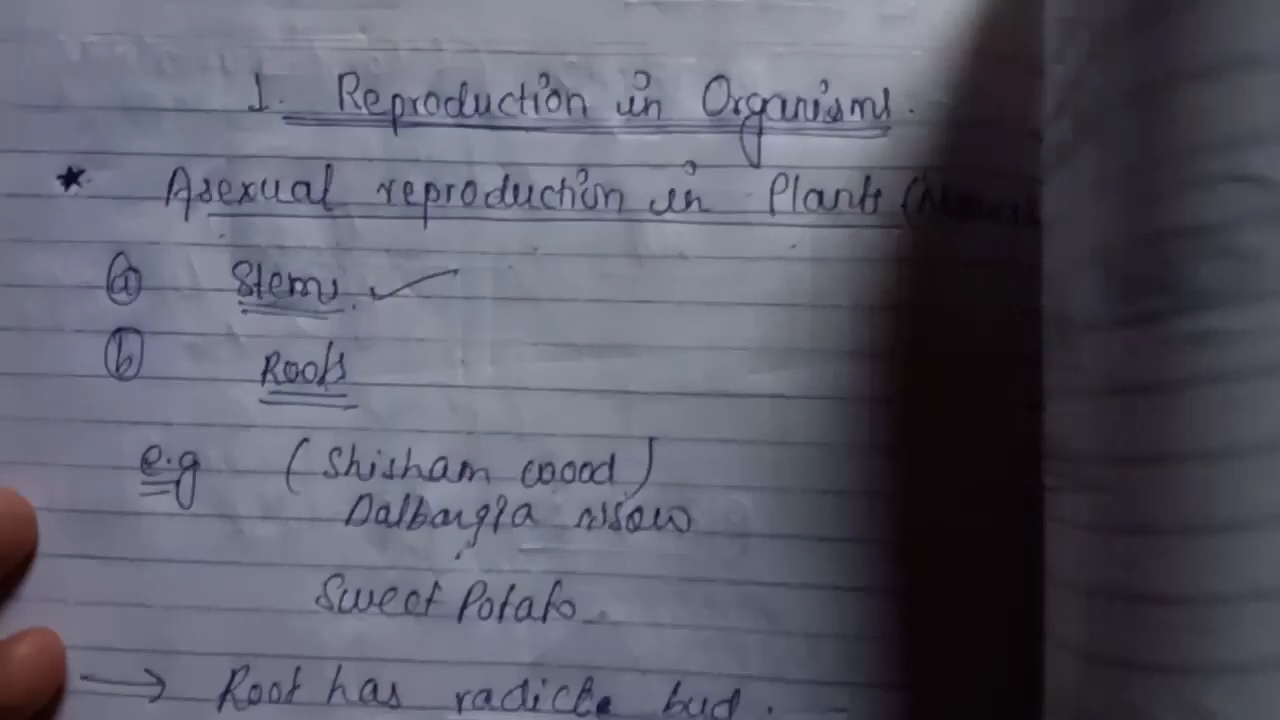 1. Reproduction in Organisms.
* Asexual reproduction in Plants (
ⓐ Stems. ✓
ⓑ Roots
e.g (Shisham wood)
Dalbargia sissow
Sweet Potato
→ Root has radicle bud.